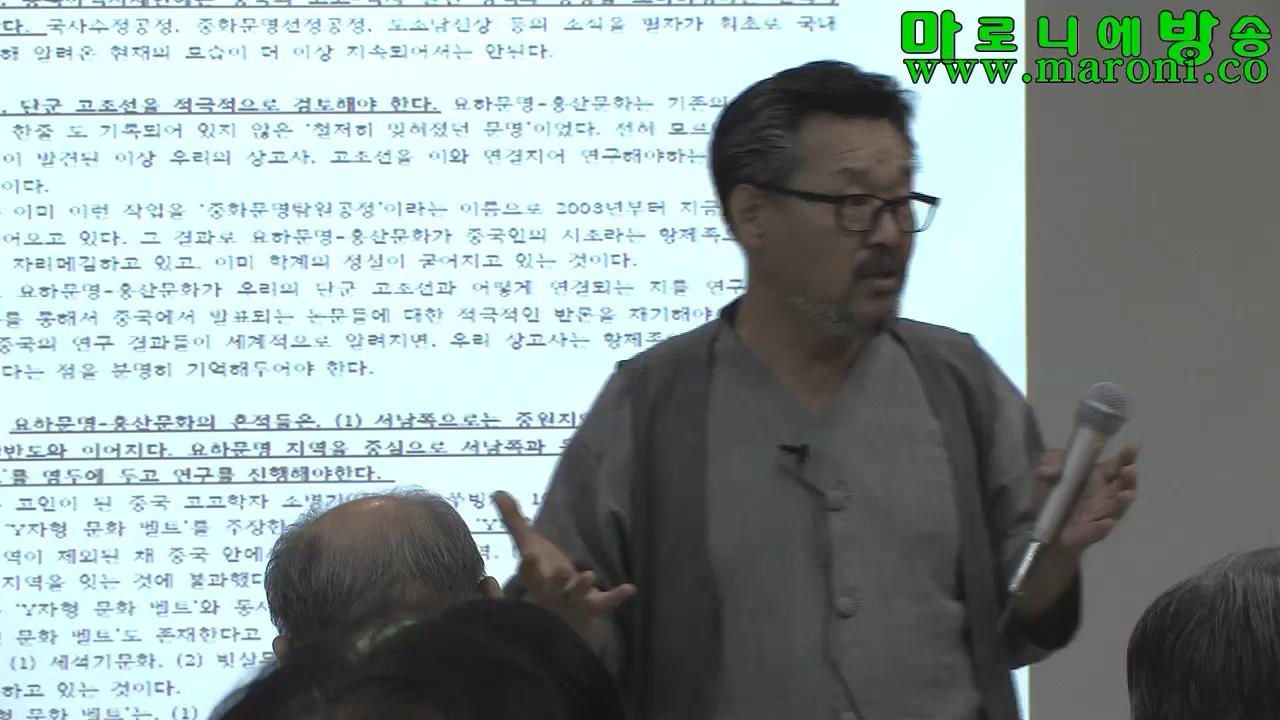 마로니에방송
www.maroni.co
다. 국사수정공정, 중화문명선전공정, 도소남신상 등의 소식을 필자가 최초로 국내
해 알려온 현재의 모습이 더 이상 지속되어서는 안된다.
. 단군 고조선을 적극적으로 검토해야 한다. 요하문명-홍산문화는 기존의
한줄 도 기록되어 있지 않은 '철저히 잊혀졌던 문명'이었다. 전혀 모르
이 발견된 이상 우리의 상고사, 고조선을 이와 연결지어 연구해야하는
이다.
이미 이런 작업을 '중화문명탐원공정'이라는 이름으로 2003년부터 지금
어오고 있다. 그 결과로 요하문명-홍산문화가 중국인의 시조라는 황제족으
자리매김하고 있고, 이미 학계의 정설이 굳어지고 있는 것이다.
요하문명-홍산문화가 우리의 단군 고조선과 어떻게 연결되는 지를 연구
를 통해서 중국에서 발표되는 논문들에 대한 적극적인 반론을 제기해야
중국의 연구 결과들이 세계적으로 알려지면, 우리 상고사는 황제족의
다는 점을 분명히 기억해두어야 한다.
요하문명-홍산문화의 흔적들은, (1) 서남쪽으로는 중원지역
반도와 이어지다. 요하문명 지역을 중심으로 서남쪽과 동
'를 염두에 두고 연구를 진행해야한다.
고인이 된 중국 고고학자 소병기
'Y자형 문화 벨트'를 주장한 'Y
역이 제외된 채 중국 안에서 역,
지역을 잇는 것에 불과했다
'Y자형 문화 벨트'와 동시
문화 벨트'도 존재한다고
(1) 세석기문화, (2) 빗살무
하고 있는 것이다.
형 문화 벨트'는, (1)